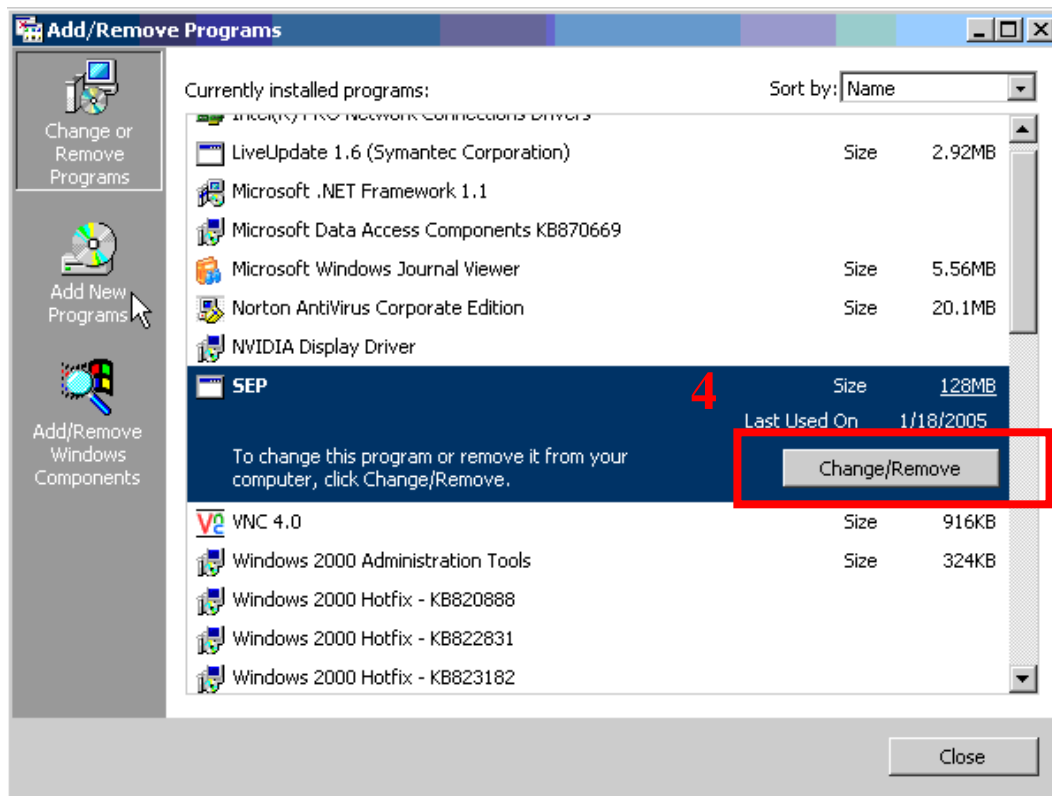 Add/Remove Programs
Change or
Remove
Programs
Add New
Programs
Add/Remove
Windows
Components
Currently installed programs:
Sort by: Name
Intel(R) PRO Network Connections Drivers
LiveUpdate 1.6 (Symantec Corporation) Size 2.92MB
Microsoft .NET Framework 1.1
Microsoft Data Access Components KB870669
Microsoft Windows Journal Viewer Size 5.56MB
Norton AntiVirus Corporate Edition Size 20.1MB
NVIDIA Display Driver
SEP 4 Size 128MB
Last Used On 1/18/2005
To change this program or remove it from your
computer, click Change/Remove.
Change/Remove
VNC 4.0 Size 916KB
Windows 2000 Administration Tools Size 324KB
Windows 2000 Hotfix - KB820888
Windows 2000 Hotfix - KB822831
Windows 2000 Hotfix - KB823182
Close